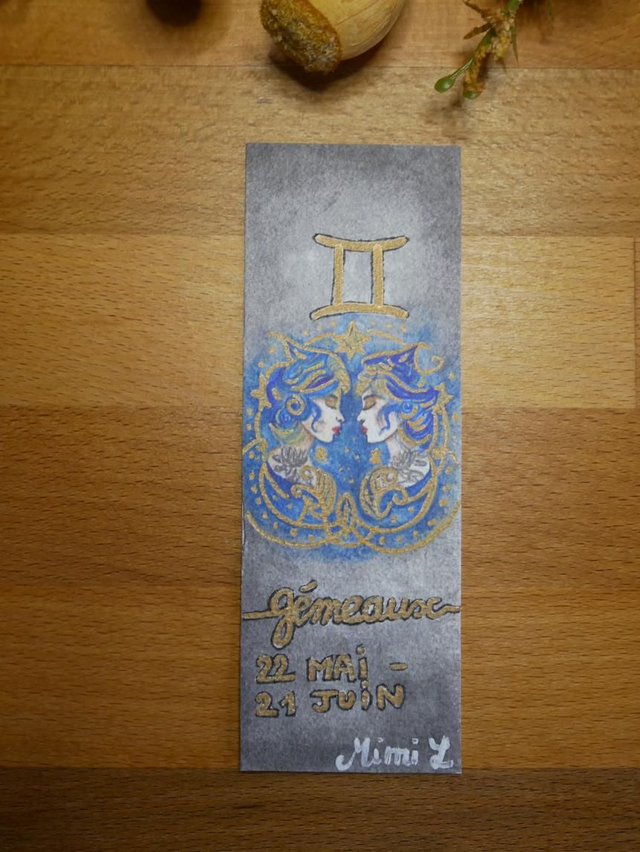 ♊
gémeaux
22 MAi -
21 JUiN
Mimi L